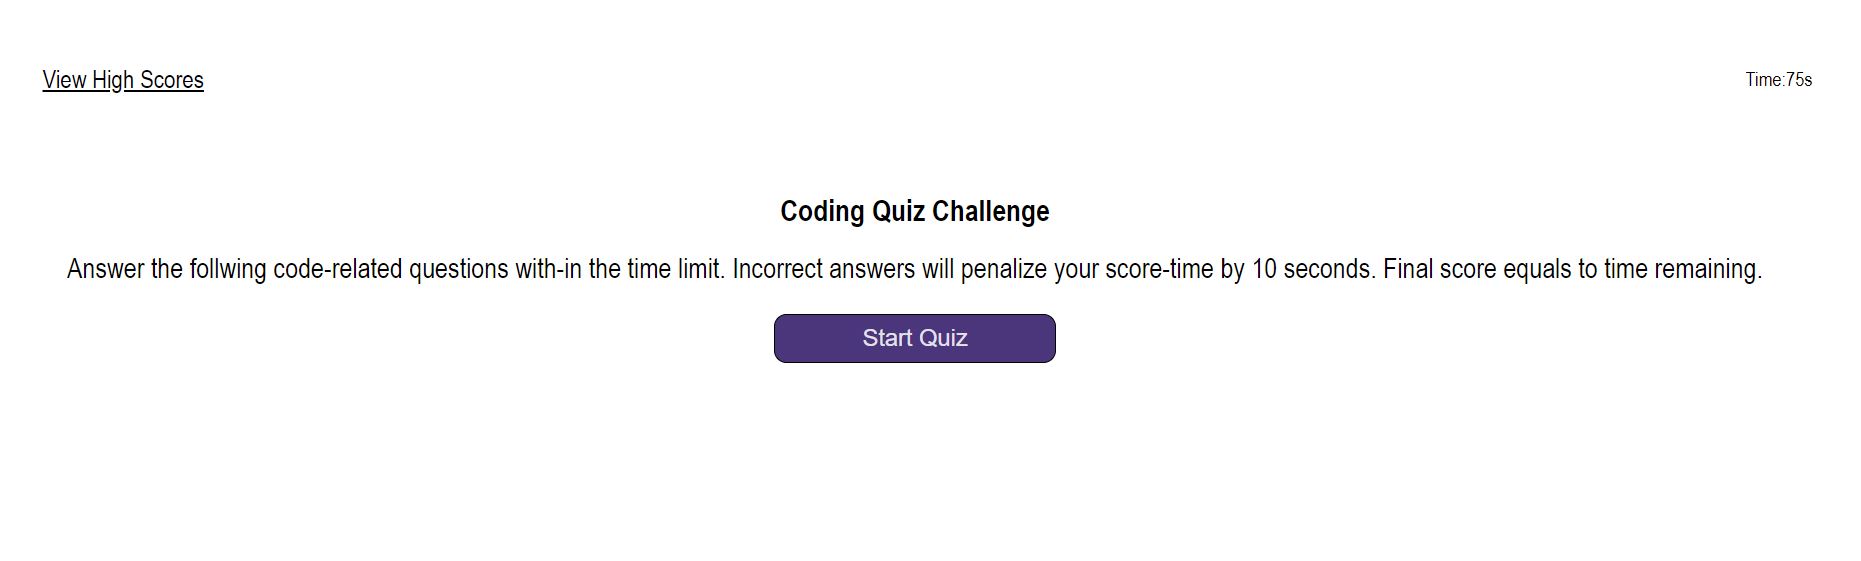 View High Scores
Time:75s
Coding Quiz Challenge
Answer the follwing code-related questions with-in the time limit. Incorrect answers will penalize your score-time by 10 seconds. Final score equals to time remaining.
Start Quiz